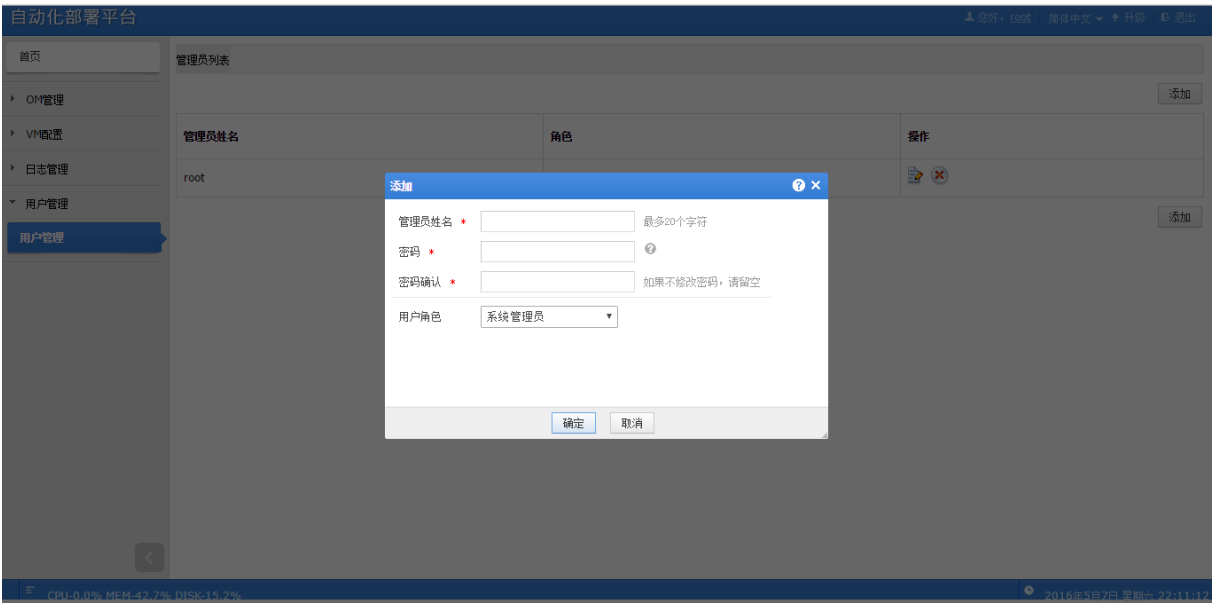 自动化部署平台
您好，root 简体中文 升级 退出
首页
管理员列表
OM管理
添加
VM配置
管理员姓名 角色 操作
日志管理
root
添加
用户管理
管理员姓名 * 最多20个字符
添加
用户管理
密码 *
密码确认 * 如果不修改密码，请留空
用户角色 系统管理员
确定 取消
CPU-0.0% MEM-42.7% DISK-15.2%
2016年5月7日 星期六 22:11:12